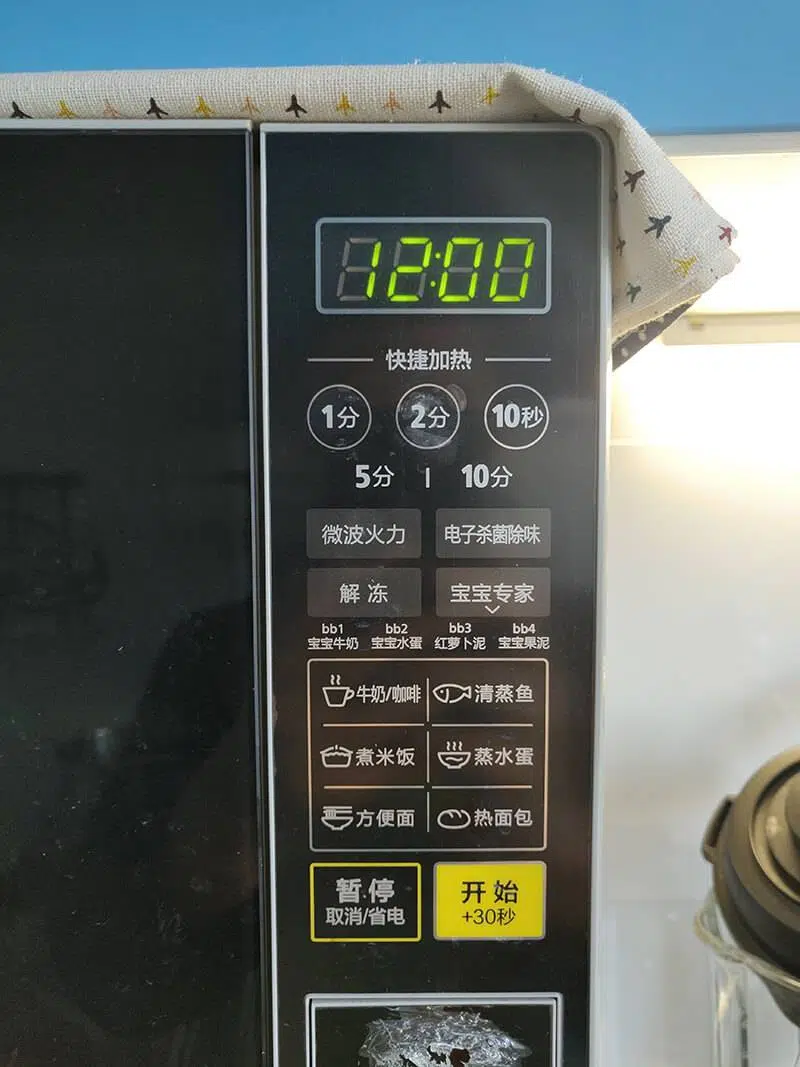 12:00
快捷加热
1分 2分 10秒
5分 | 10分
微波火力 电子杀菌除味
解冻 宝宝专家
bb1 bb2 bb3 bb4
宝宝牛奶 宝宝水蛋 红萝卜泥 宝宝果泥
牛奶/咖啡 清蒸鱼
煮米饭 蒸水蛋
方便面 热面包
暂停 开始
取消/省电 +30秒